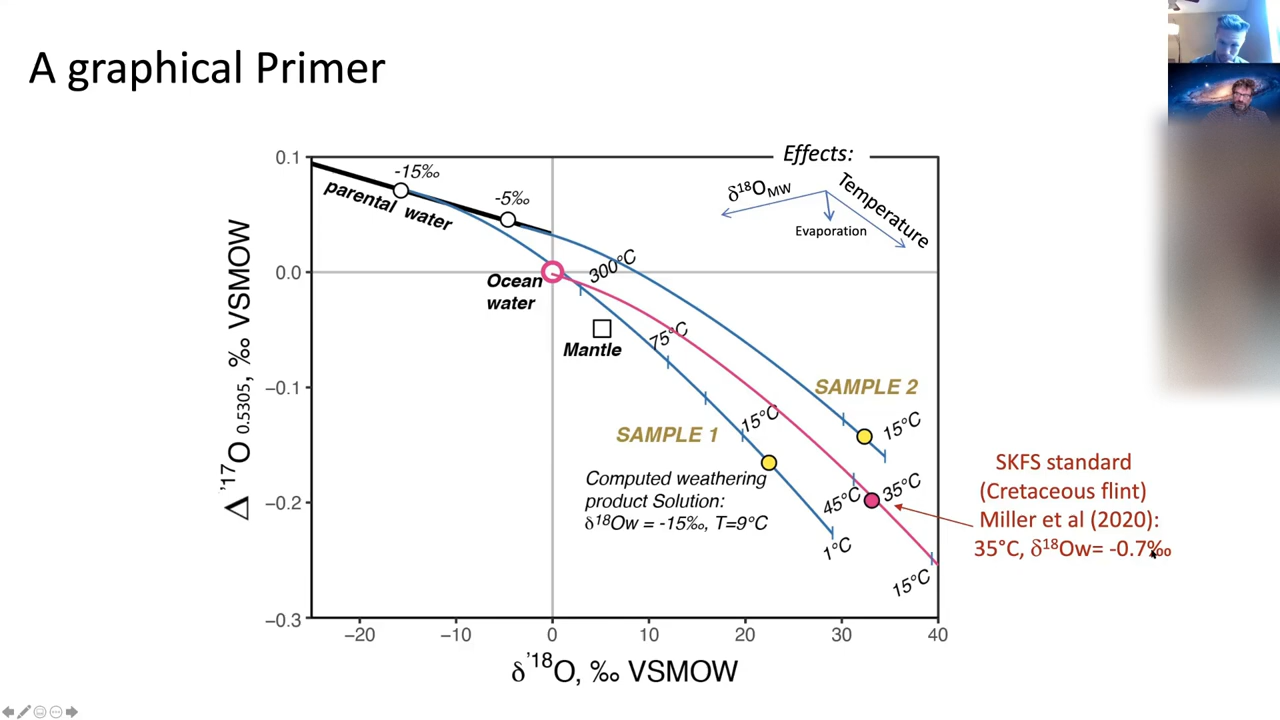 A graphical Primer
Effects:
0.1
0.0
−0.1
−0.2
−0.3
−20
−10
0
10
20
30
40
Δ'17O 0.5305, ‰ VSMOW
δ'18O, ‰ VSMOW
-15‰
-5‰
parental water
δ18OMW
Temperature
Evaporation
Ocean
water
300°C
Mantle
75°C
SAMPLE 2
15°C
15°C
SAMPLE 1
Computed weathering
product Solution:
δ18Ow = -15‰, T=9°C
45°C
35°C
1°C
15°C
SKFS standard
(Cretaceous flint)
Miller et al (2020):
35°C, δ18Ow= -0.7‰